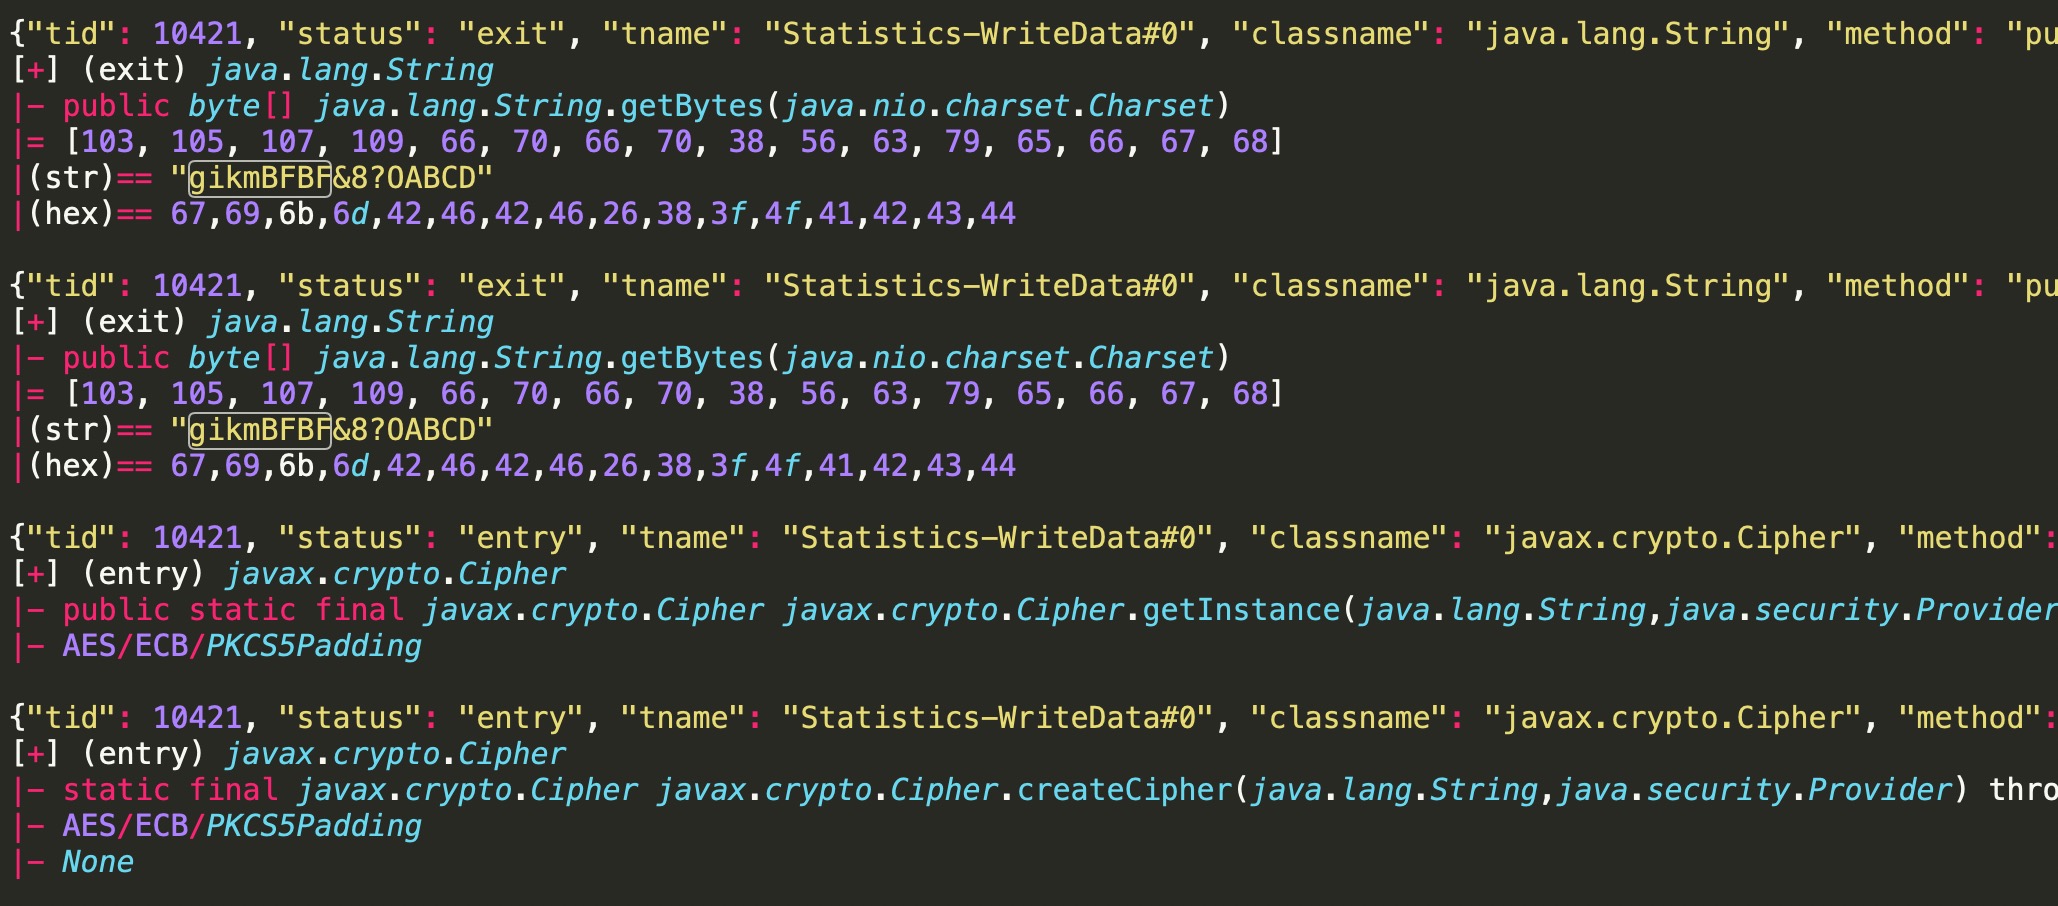 {"tid": 10421, "status": "exit", "tname": "Statistics-WriteData#0", "classname": "java.lang.String", "method": "pu
[+] (exit) java.lang.String
|- public byte[] java.lang.String.getBytes(java.nio.charset.Charset)
|= [103, 105, 107, 109, 66, 70, 66, 70, 38, 56, 63, 79, 65, 66, 67, 68]
|(str)== "gikmBFBF&8?OABCD"
|(hex)== 67,69,6b,6d,42,46,42,46,26,38,3f,4f,41,42,43,44
{"tid": 10421, "status": "exit", "tname": "Statistics-WriteData#0", "classname": "java.lang.String", "method": "pu
[+] (exit) java.lang.String
|- public byte[] java.lang.String.getBytes(java.nio.charset.Charset)
|= [103, 105, 107, 109, 66, 70, 66, 70, 38, 56, 63, 79, 65, 66, 67, 68]
|(str)== "gikmBFBF&8?OABCD"
|(hex)== 67,69,6b,6d,42,46,42,46,26,38,3f,4f,41,42,43,44
{"tid": 10421, "status": "entry", "tname": "Statistics-WriteData#0", "classname": "javax.crypto.Cipher", "method":
[+] (entry) javax.crypto.Cipher
|- public static final javax.crypto.Cipher javax.crypto.Cipher.getInstance(java.lang.String,java.security.Provider
|- AES/ECB/PKCS5Padding
{"tid": 10421, "status": "entry", "tname": "Statistics-WriteData#0", "classname": "javax.crypto.Cipher", "method":
[+] (entry) javax.crypto.Cipher
|- static final javax.crypto.Cipher javax.crypto.Cipher.createCipher(java.lang.String,java.security.Provider) thro
|- AES/ECB/PKCS5Padding
|- None